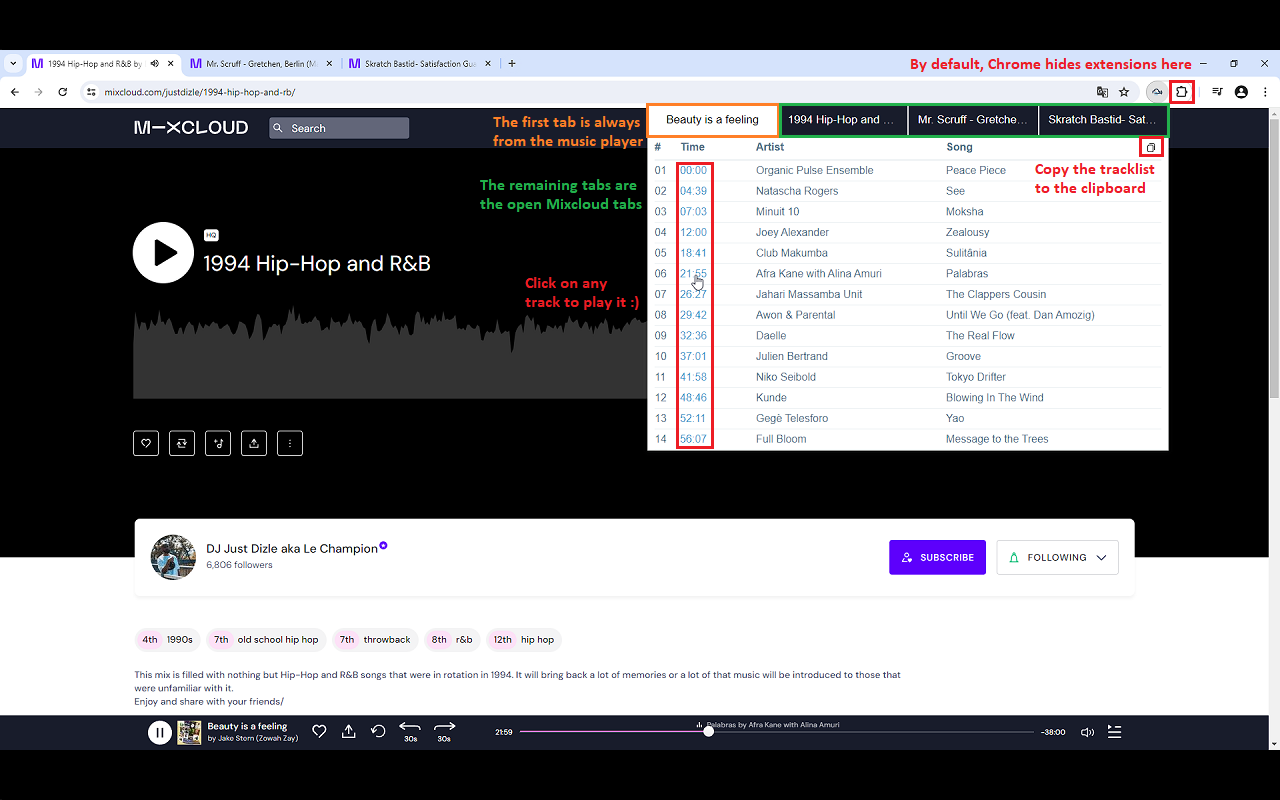 1994 Hip-Hop and R&B by
Mr. Scruff - Gretchen, Berlin (M
Skratch Bastid- Satisfaction Gua
By default, Chrome hides extensions here
mixcloud.com/justdizle/1994-hip-hop-and-rb/
M-XCLOUD
Search
The first tab is always
from the music player
Beauty is a feeling
1994 Hip-Hop and ...
Mr. Scruff - Gretche...
Skratch Bastid- Sat...
The remaining tabs are
the open Mixcloud tabs
# Time Artist Song
Copy the tracklist
to the clipboard
01 00:00 Organic Pulse Ensemble Peace Piece
02 04:39 Natascha Rogers See
03 07:03 Minuit 10 Moksha
04 12:00 Joey Alexander Zealousy
05 18:41 Club Makumba Sulitânia
06 21:55 Afra Kane with Alina Amuri Palabras
07 26:27 Jahari Massamba Unit The Clappers Cousin
08 29:42 Awon & Parental Until We Go (feat. Dan Amozig)
09 32:36 Daelle The Real Flow
10 37:01 Julien Bertrand Groove
11 41:58 Niko Seibold Tokyo Drifter
12 48:46 Kunde Blowing In The Wind
13 52:11 Gegè Telesforo Yao
14 56:07 Full Bloom Message to the Trees
HQ
1994 Hip-Hop and R&B
Click on any
track to play it :)
DJ Just Dizle aka Le Champion
6,806 followers
SUBSCRIBE
FOLLOWING
4th 1990s
7th old school hip hop
7th throwback
8th r&b
12th hip hop
This mix is filled with nothing but Hip-Hop and R&B songs that were in rotation in 1994. It will bring back a lot of memories or a lot of that music will be introduced to those that
were unfamiliar with it.
Enjoy and share with your friends/
Beauty is a feeling
by Jake Stern (Zowah Zay)
30s
30s
21:59
Palabras by Afra Kane with Alina Amuri
-38:00